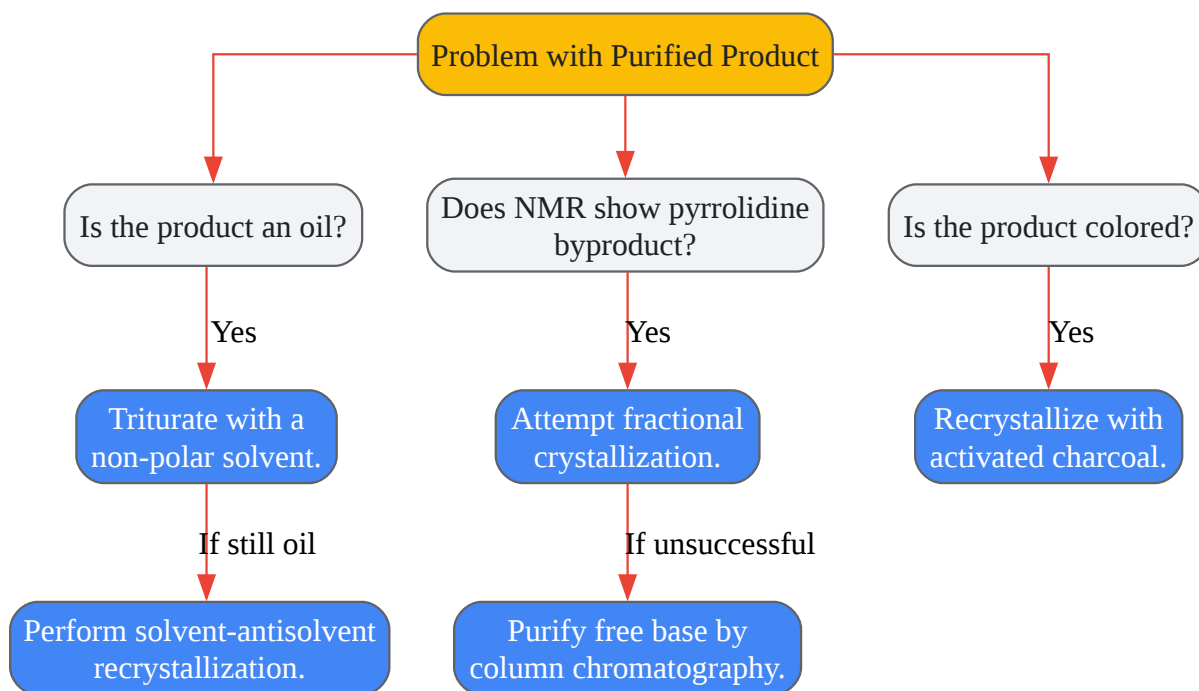 Problem with Purified Product
Is the product an oil?
Does NMR show pyrrolidine
byproduct?
Is the product colored?
Yes
Yes
Yes
Triturate with a
non-polar solvent.
Attempt fractional
crystallization.
Recrystallize with
activated charcoal.
If still oil
If unsuccessful
Perform solvent-antisolvent
recrystallization.
Purify free base by
column chromatography.